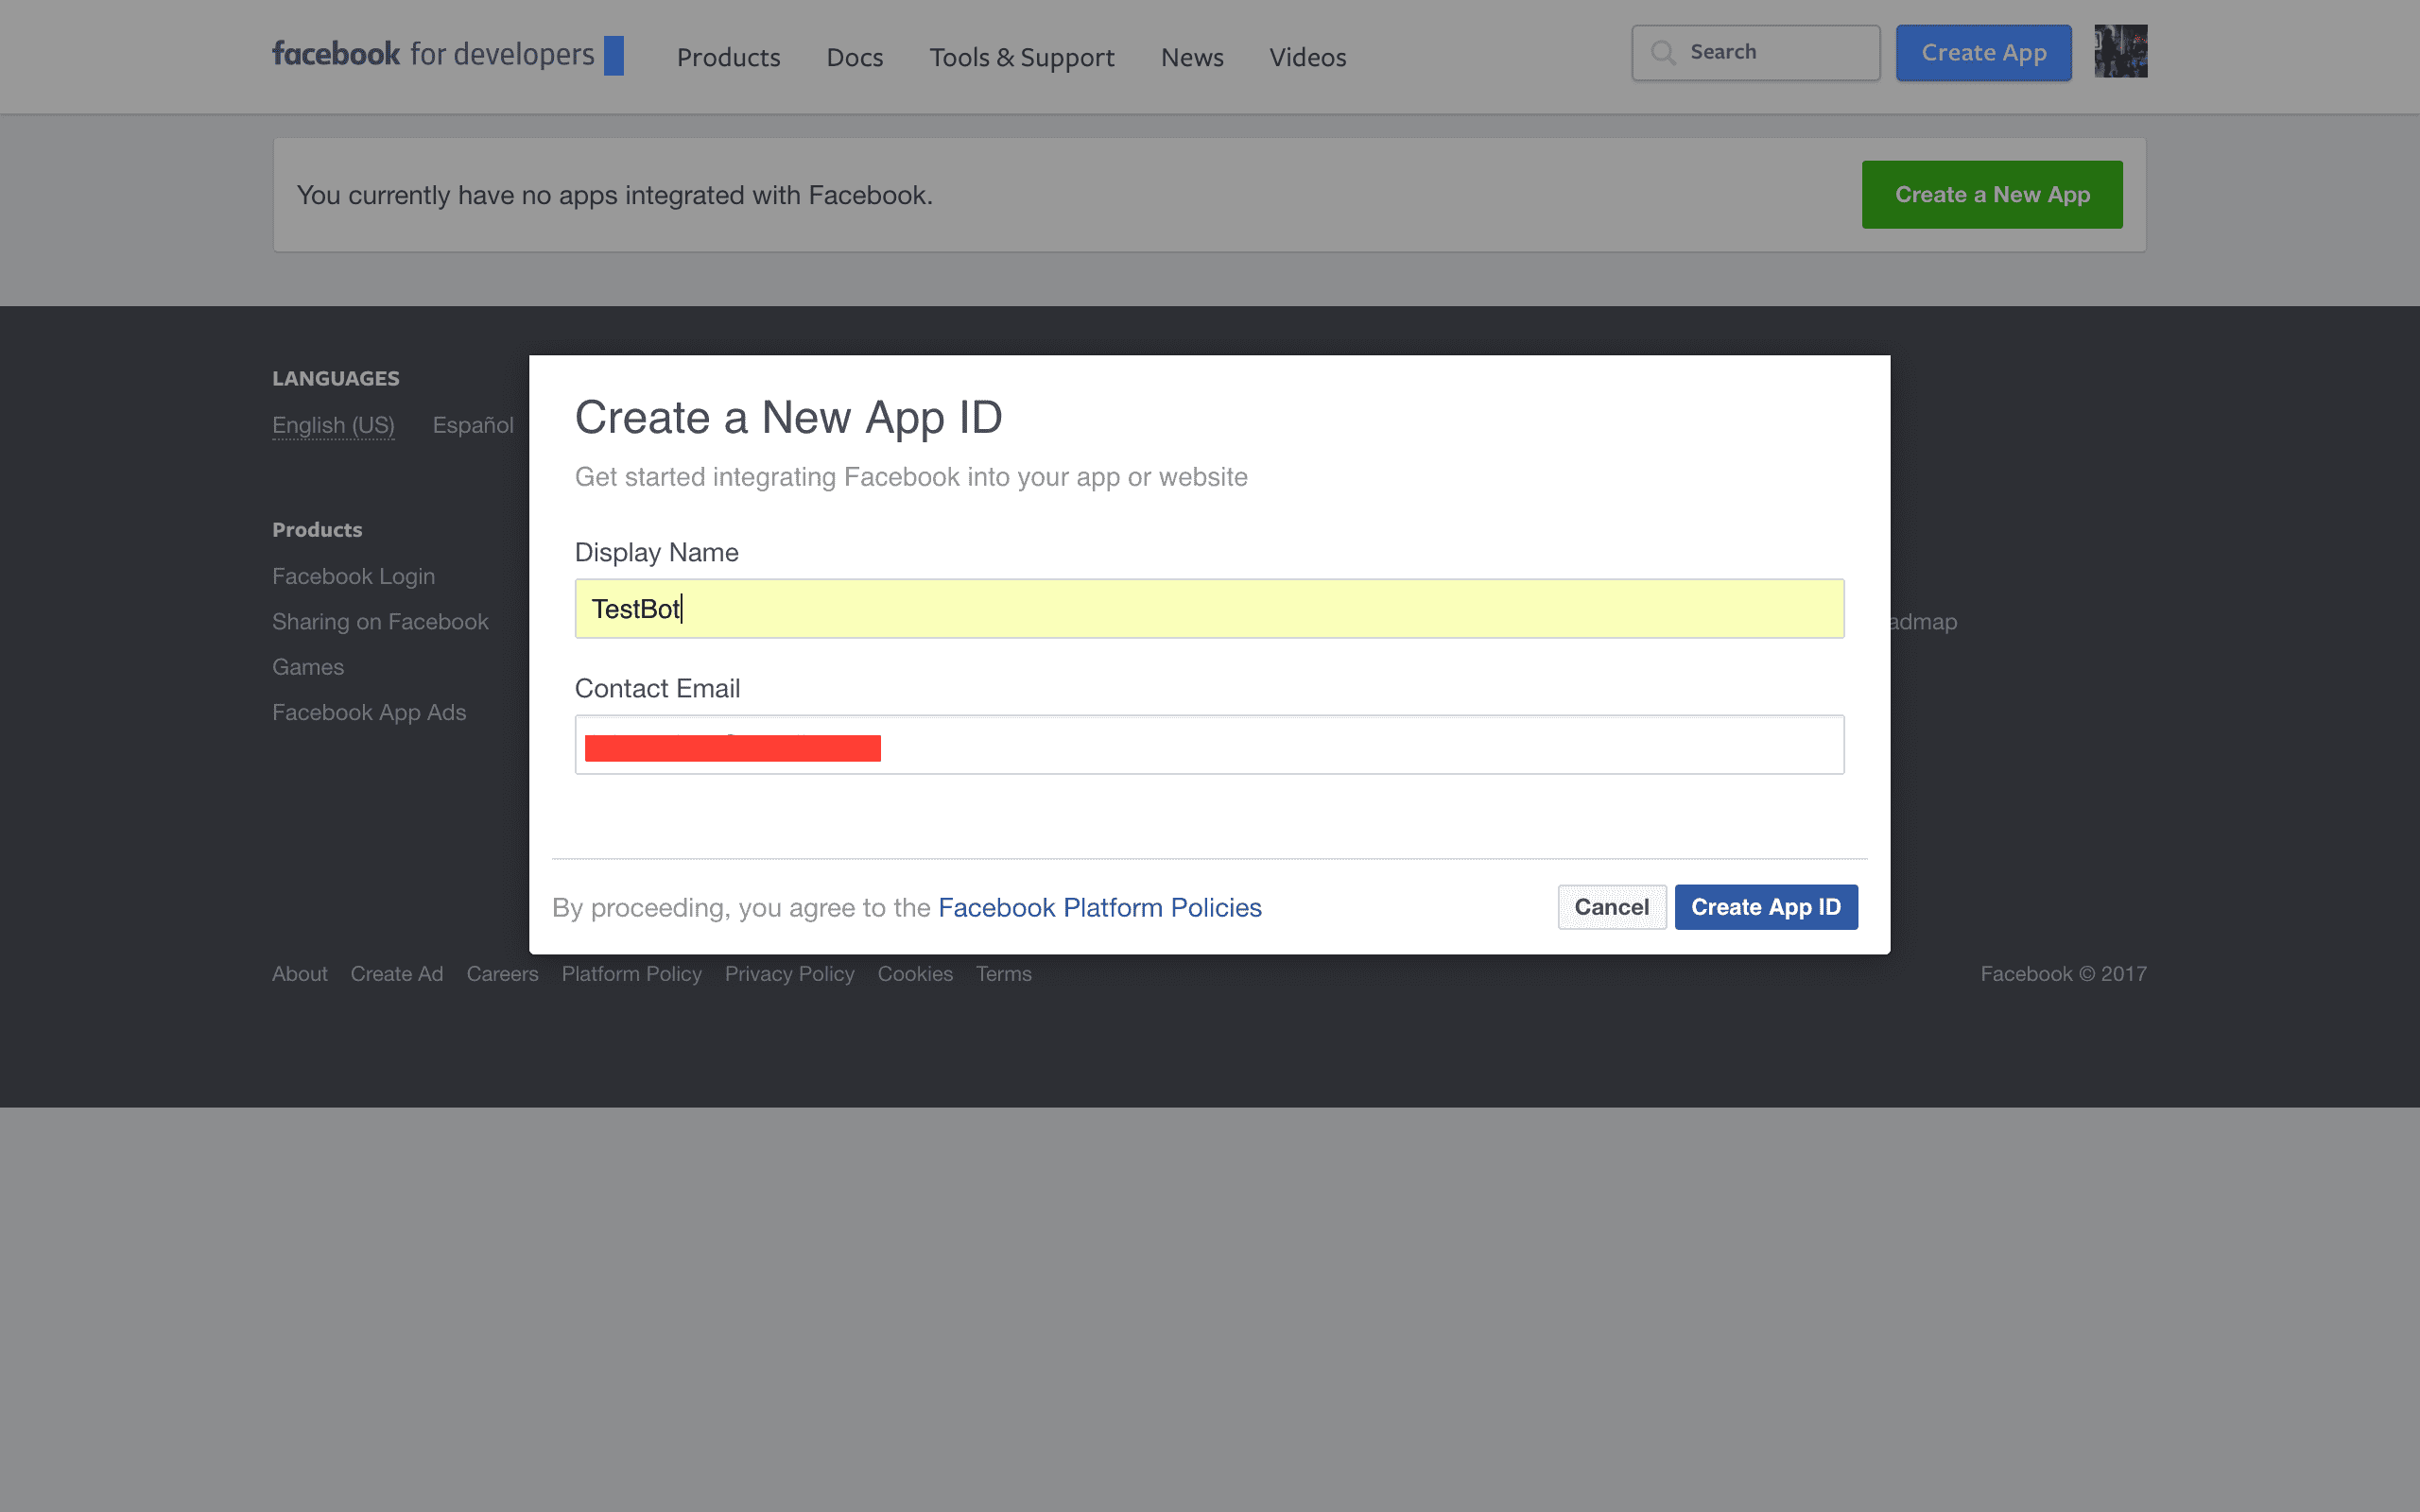 facebook for developers Products Docs Tools & Support News Videos Search Create App
You currently have no apps integrated with Facebook. Create a New App
LANGUAGES
English (US) Español
Create a New App ID
Get started integrating Facebook into your app or website
Products
Facebook Login
Sharing on Facebook
Games
Facebook App Ads
Display Name
TestBot
Contact Email
By proceeding, you agree to the Facebook Platform Policies Cancel Create App ID
About Create Ad Careers Platform Policy Privacy Policy Cookies Terms Facebook © 2017